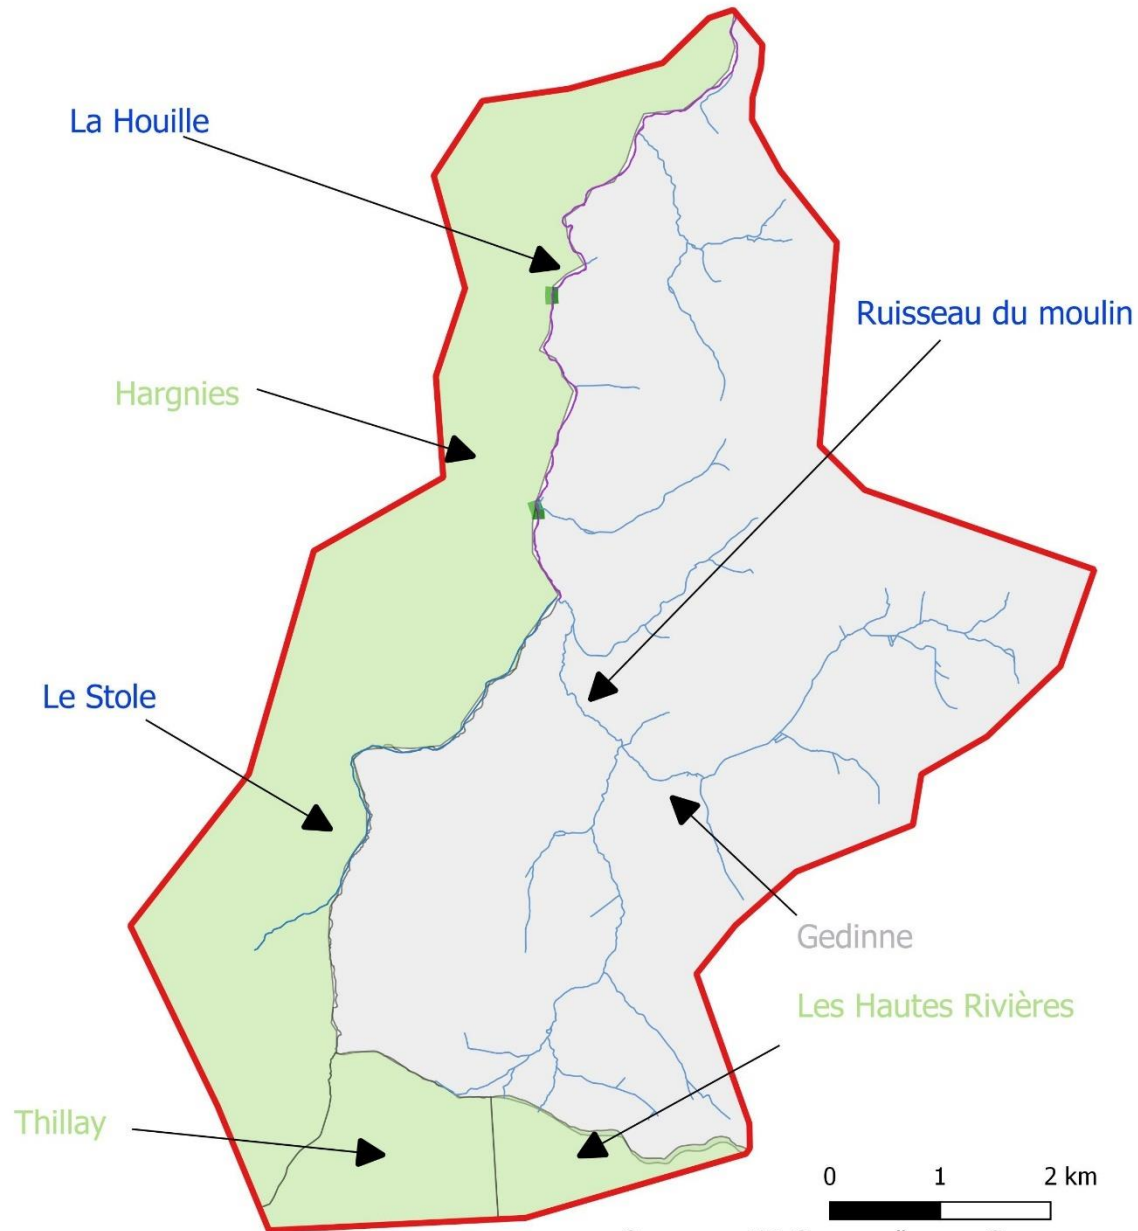 La Houille
Ruisseau du moulin
Hargnies
Le Stole
Gedinne
Les Hautes Rivières
Thillay
0 1 2 km